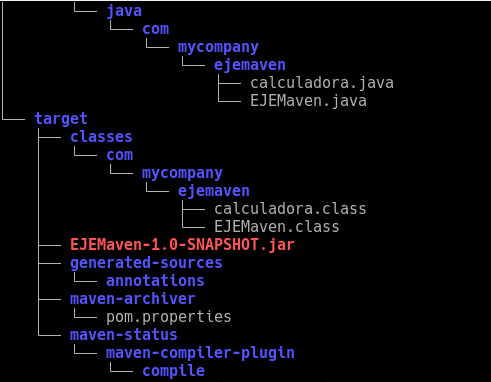 java
com
mycompany
ejemaven
calculadora.java
EJEMaven.java
target
classes
com
mycompany
ejemaven
calculadora.class
EJEMaven.class
EJEMaven-1.0-SNAPSHOT.jar
generated-sources
annotations
maven-archiver
pom.properties
maven-status
maven-compiler-plugin
compile